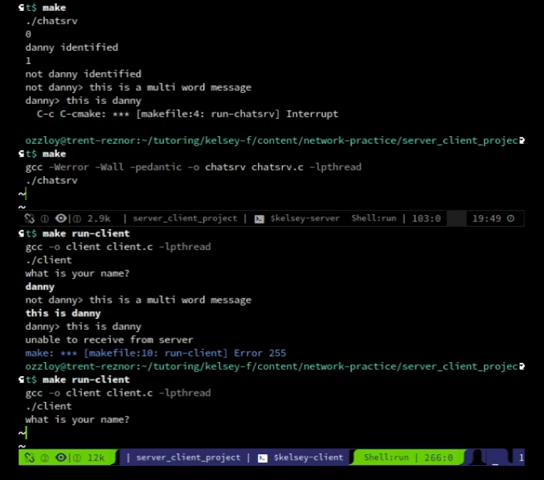 t$ make
./chatsrv
0
danny identified
1
not danny identified
not danny> this is a multi word message
danny> this is danny
C-c C-cmake: *** [makefile:4: run-chatsrv] Interrupt
ozzloy@trent-reznor:~/tutoring/kelsey-f/content/network-practice/server_client_projec
t$ make
gcc -Werror -Wall -pedantic -o chatsrv chatsrv.c -lpthread
./chatsrv
~
~
① ①| ① 2.9k | server_client_project | $kelsey-server Shell:run | 103:0 19:49
t$ make run-client
gcc -o client client.c -lpthread
./client
what is your name?
danny
not danny> this is a multi word message
this is danny
danny> this is danny
unable to receive from server
make: *** [makefile:10: run-client] Error 255
ozzloy@trent-reznor:~/tutoring/kelsey-f/content/network-practice/server_client_projec
t$ make run-client
gcc -o client client.c -lpthread
./client
what is your name?
~
~
② | ① 12k | server_client_project | $kelsey-client Shell:run | 266:0 1